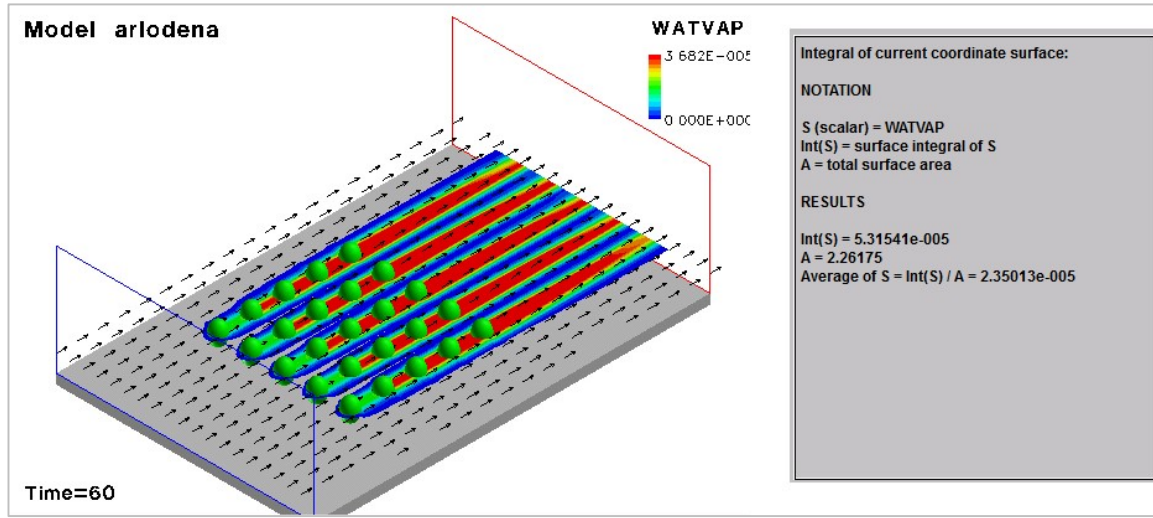 Model arlodena
WATVAP
3 682E-005
0 000E+000
Time=60
Integral of current coordinate surface:
NOTATION
S (scalar) = WATVAP
Int(S) = surface integral of S
A = total surface area
RESULTS
Int(S) = 5.31541e-005
A = 2.26175
Average of S = Int(S) / A = 2.35013e-005